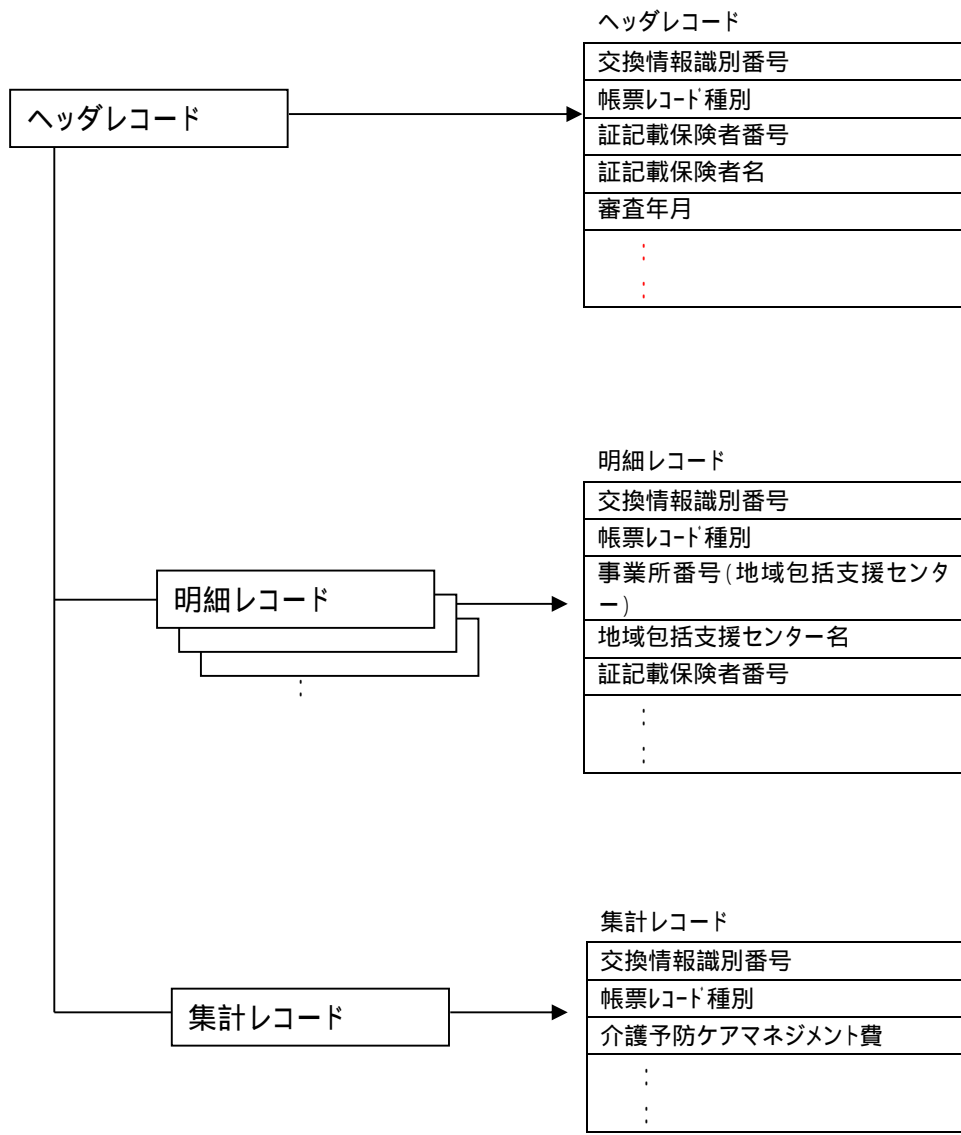 ヘッダレコード
ヘッダレコード
交換情報識別番号
帳票ﾚｺｰﾄﾞ種別
証記載保険者番号
証記載保険者名
審査年月
:
:
明細レコード
明細レコード
交換情報識別番号
帳票ﾚｺｰﾄﾞ種別
事業所番号(地域包括支援センタ
ー)
地域包括支援センター名
証記載保険者番号
:
:
:
集計レコード
集計レコード
交換情報識別番号
帳票ﾚｺｰﾄﾞ種別
介護予防ケアマネジメント費
:
: